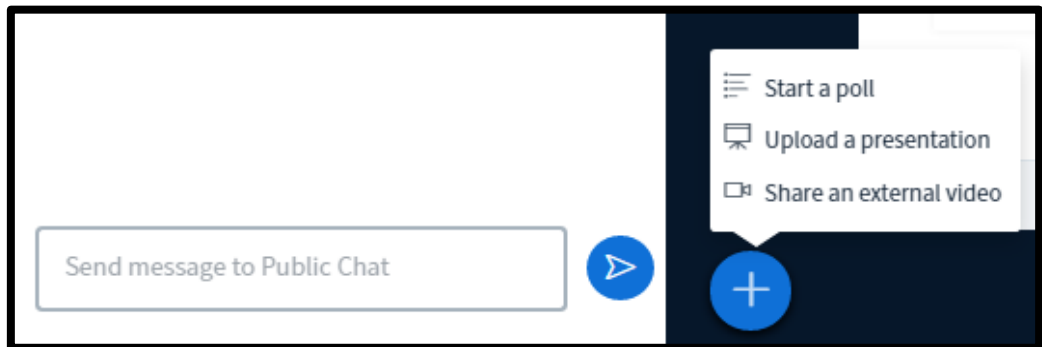 Start a poll
Upload a presentation
Share an external video
Send message to Public Chat